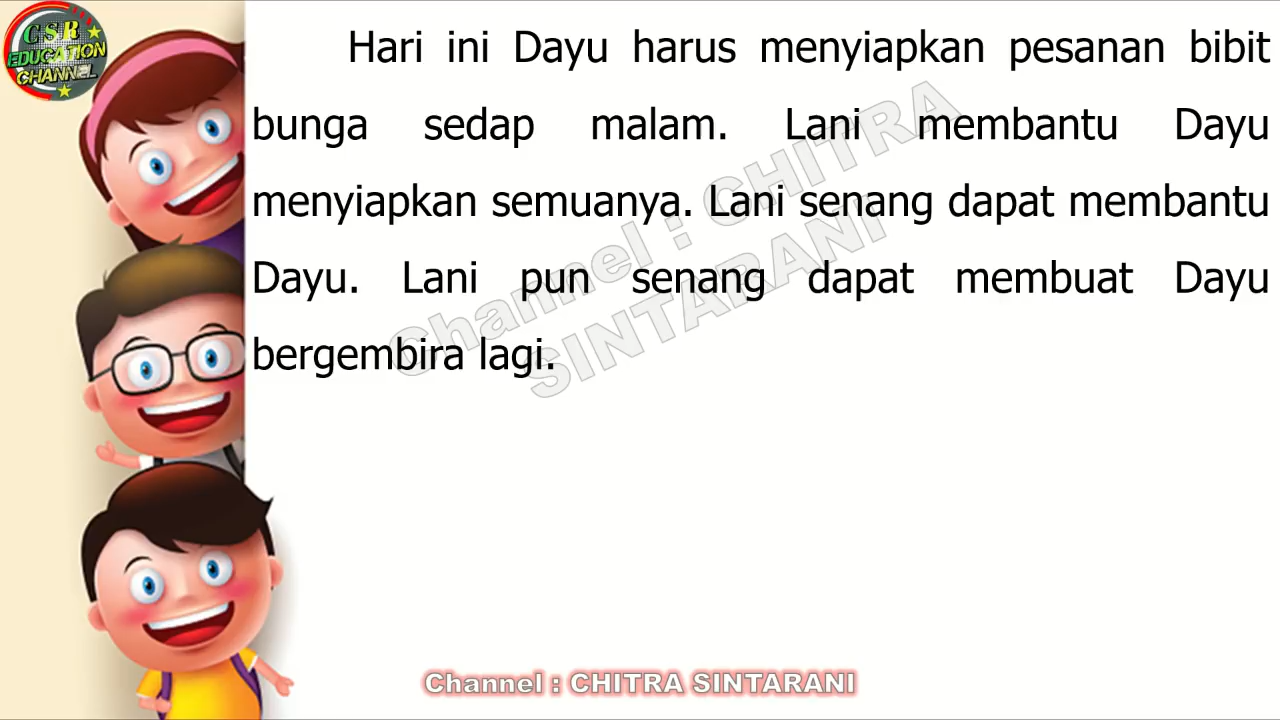 CSR
EDUCATION
CHANNEL
Hari ini Dayu harus menyiapkan pesanan bibit
bunga sedap malam. Lani membantu Dayu
menyiapkan semuanya. Lani senang dapat membantu
Dayu. Lani pun senang dapat membuat Dayu
bergembira lagi.
Channel : CHITRA
SINTARANI
Channel : CHITRA SINTARANI